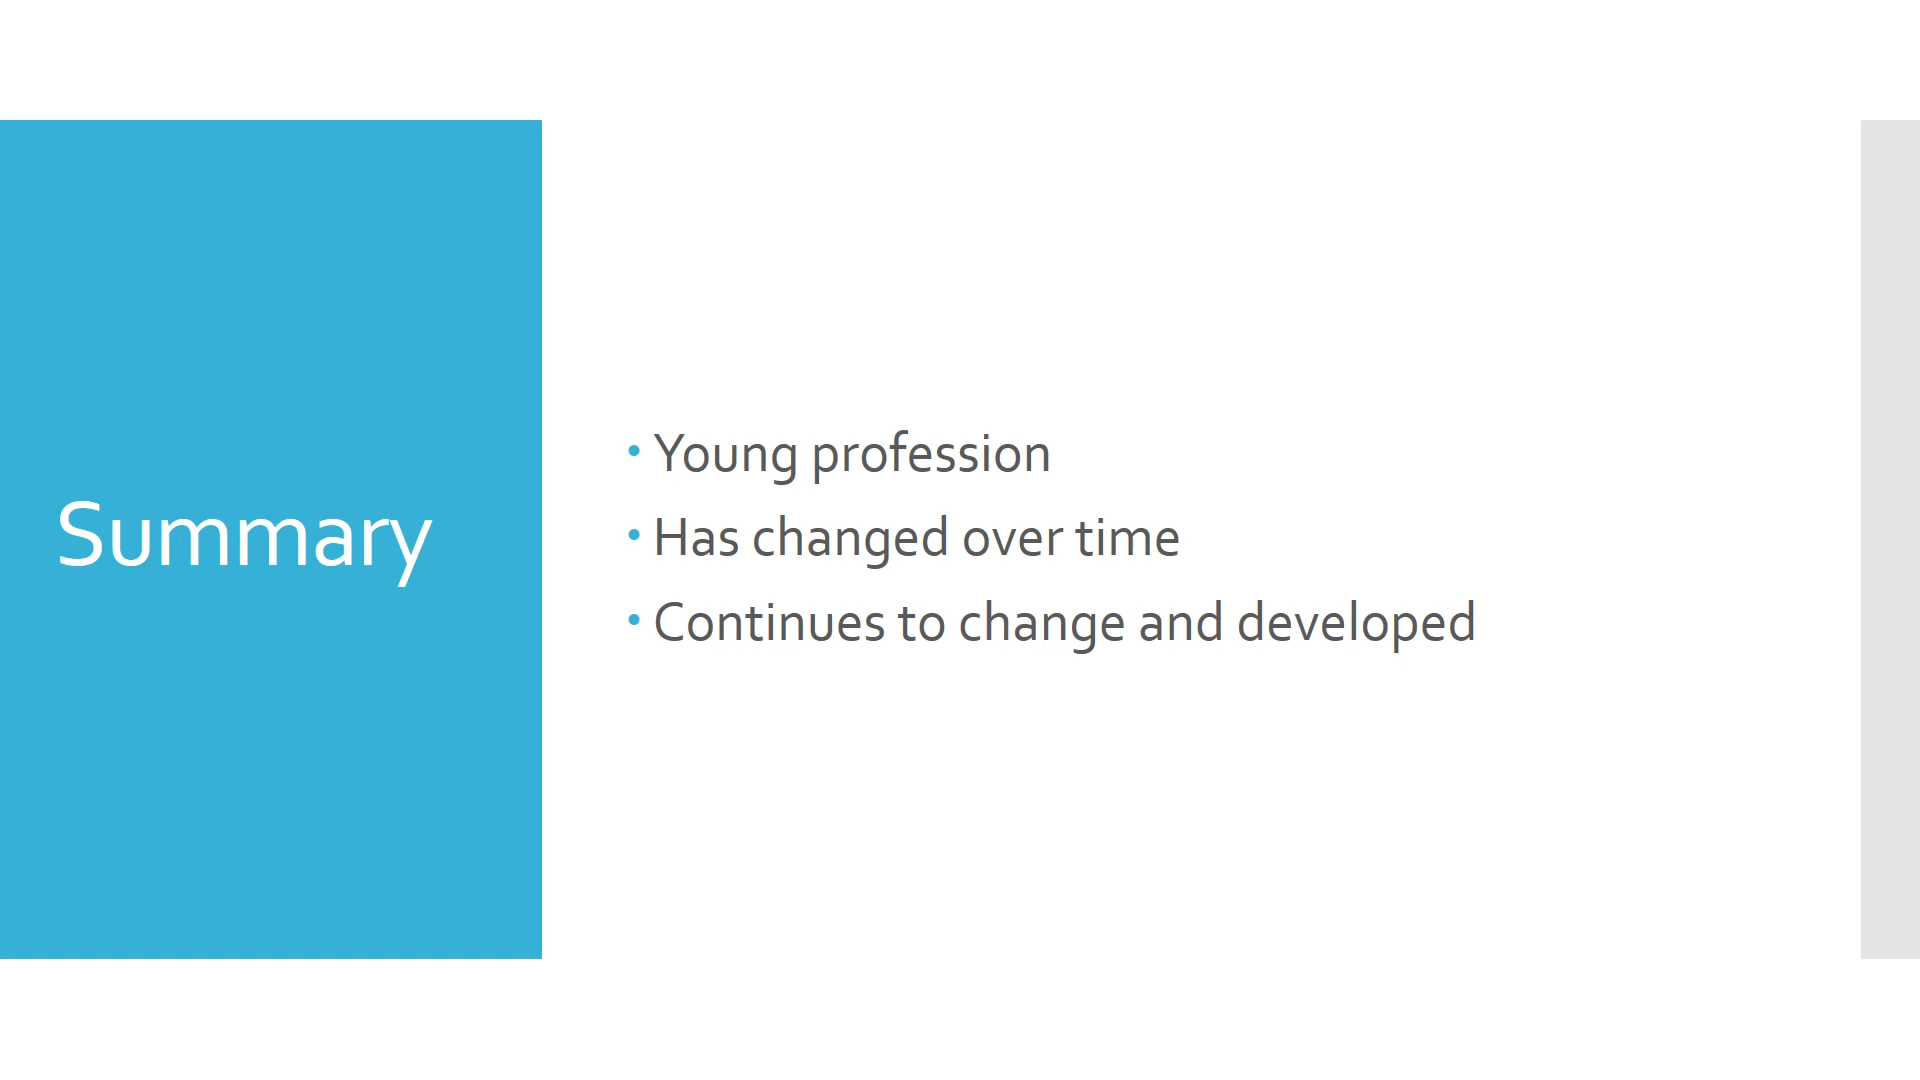 Summary
• Young profession
• Has changed over time
• Continues to change and developed